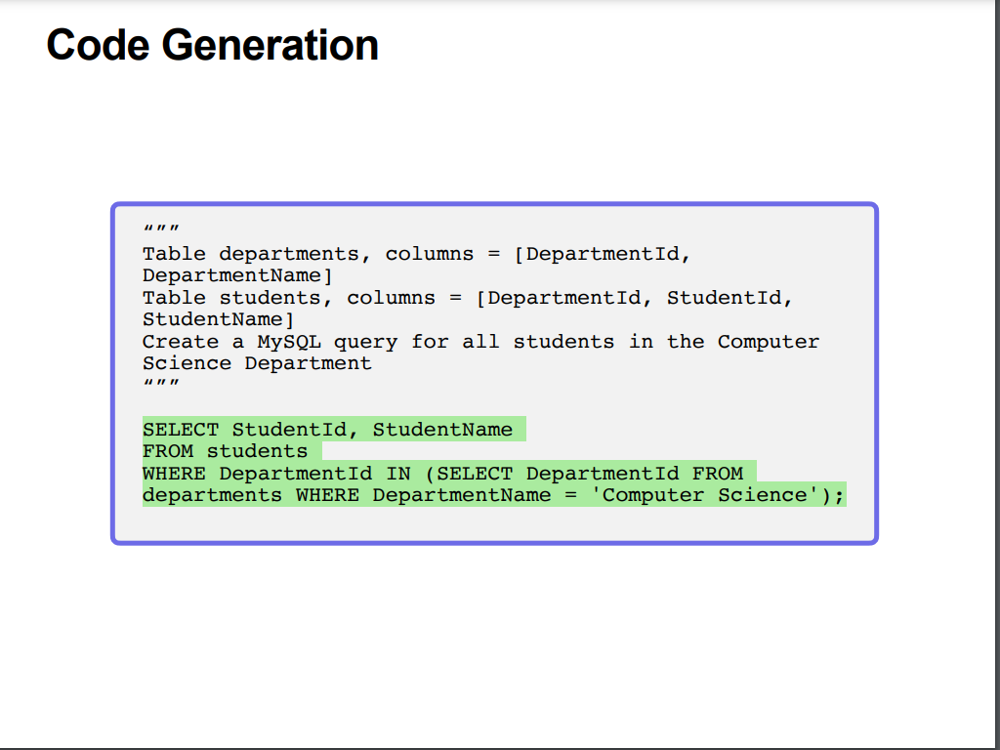 Code Generation
“””
Table departments, columns = [DepartmentId,
DepartmentName]
Table students, columns = [DepartmentId, StudentId,
StudentName]
Create a MySQL query for all students in the Computer
Science Department
“””
SELECT StudentId, StudentName
FROM students
WHERE DepartmentId IN (SELECT DepartmentId FROM
departments WHERE DepartmentName = 'Computer Science');